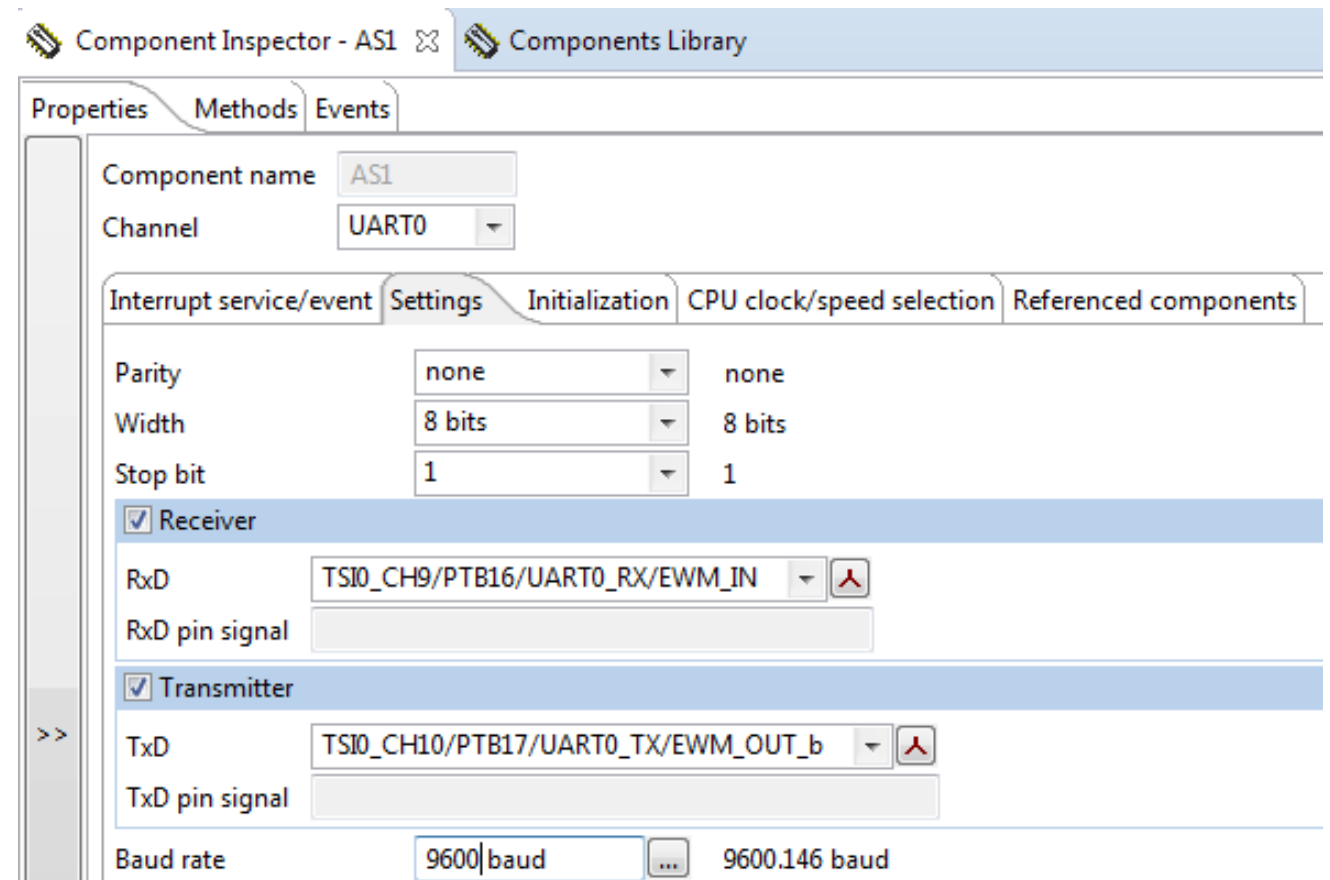 Component Inspector - AS1 Components Library
Properties Methods Events
Component name AS1
Channel UART0
Interrupt service/event Settings Initialization CPU clock/speed selection Referenced components
Parity none none
Width 8 bits 8 bits
Stop bit 1 1
Receiver
RxD TSI0_CH9/PTB16/UART0_RX/EWM_IN
RxD pin signal
Transmitter
>>
TxD TSI0_CH10/PTB17/UART0_TX/EWM_OUT_b
TxD pin signal
Baud rate 9600 baud ... 9600.146 baud